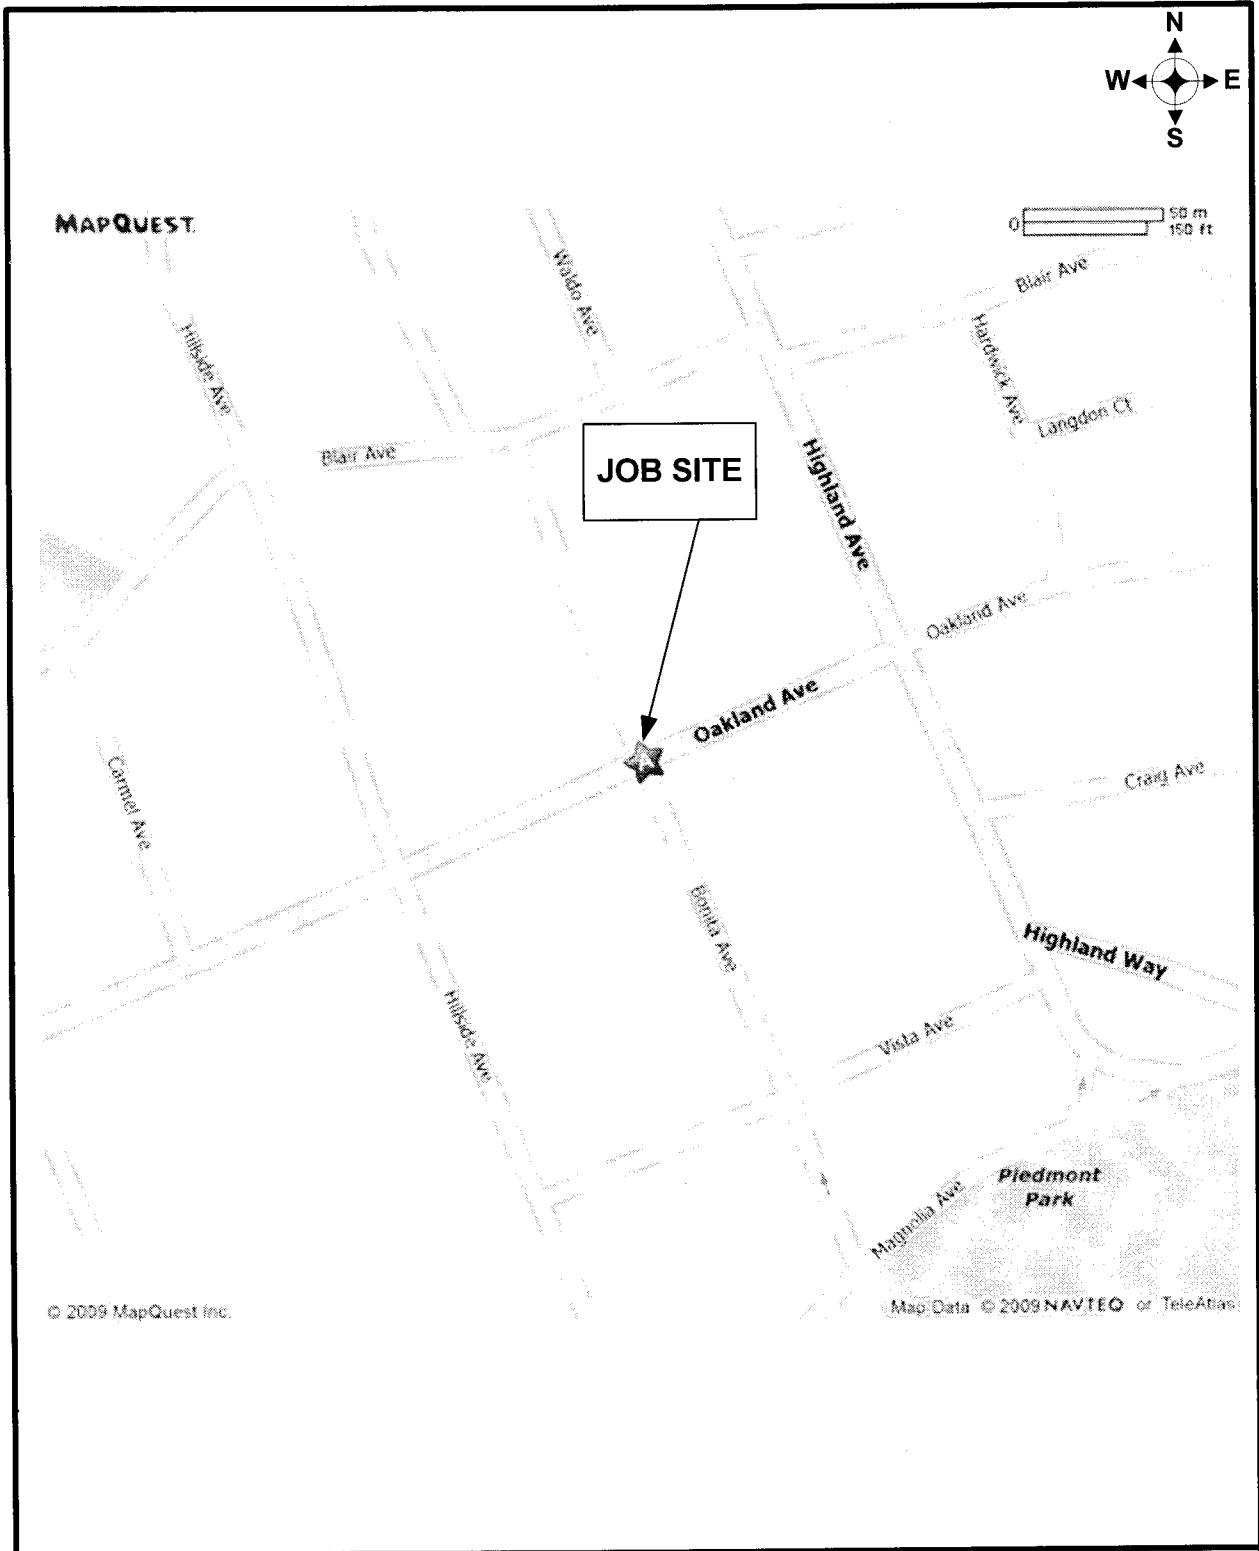 N
W E
S
MAPQUEST.
0 50 m
150 ft
Waldo Ave
Blair Ave
Hillside Ave
Hardwick Ave
Langdon Ct
Blair Ave
JOB SITE
Highland Ave
Oakland Ave
Oakland Ave
Carmel Ave
Craig Ave
Bonita Ave
Highland Way
Hillside Ave
Vista Ave
Piedmont
Park
Magnolia Ave
© 2009 MapQuest Inc.
Map Data © 2009 NAVTEQ or TeleAtlas